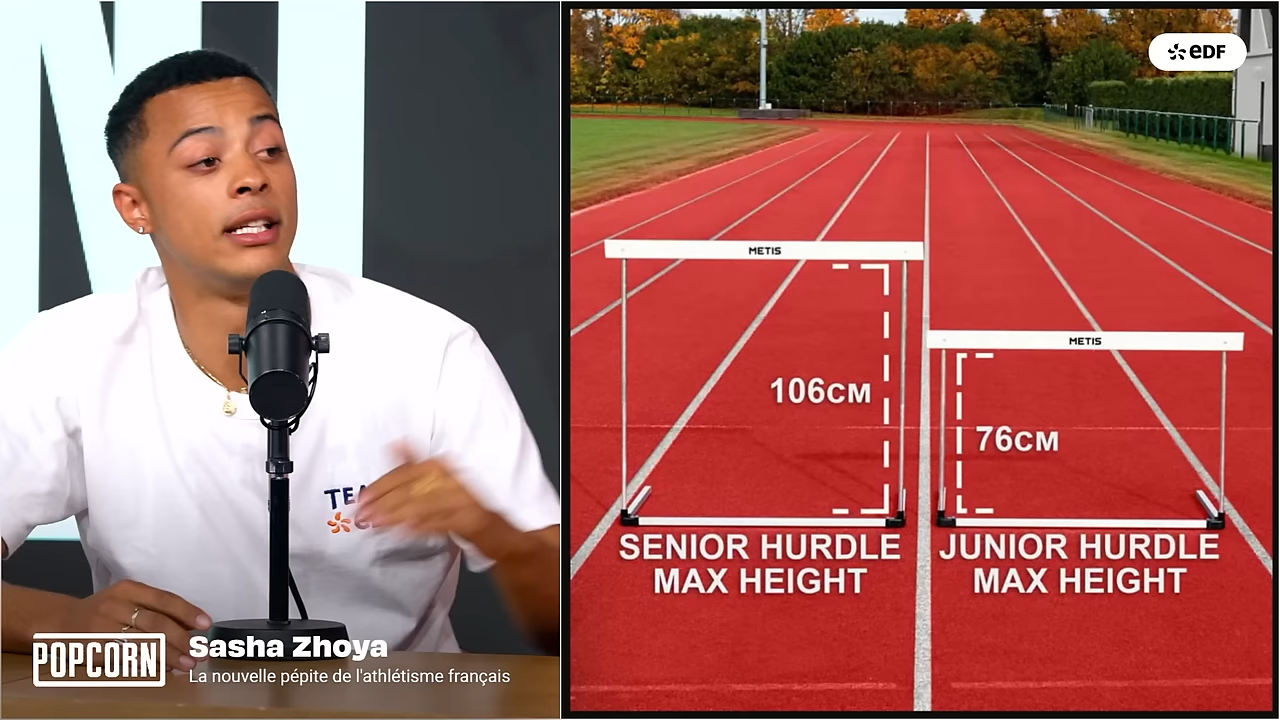 TEA
POPCORN
Sasha Zhoya
La nouvelle pépite de l'athlétisme français
eDF
METIS
METIS
106CM
76CM
SENIOR HURDLE
MAX HEIGHT
JUNIOR HURDLE
MAX HEIGHT